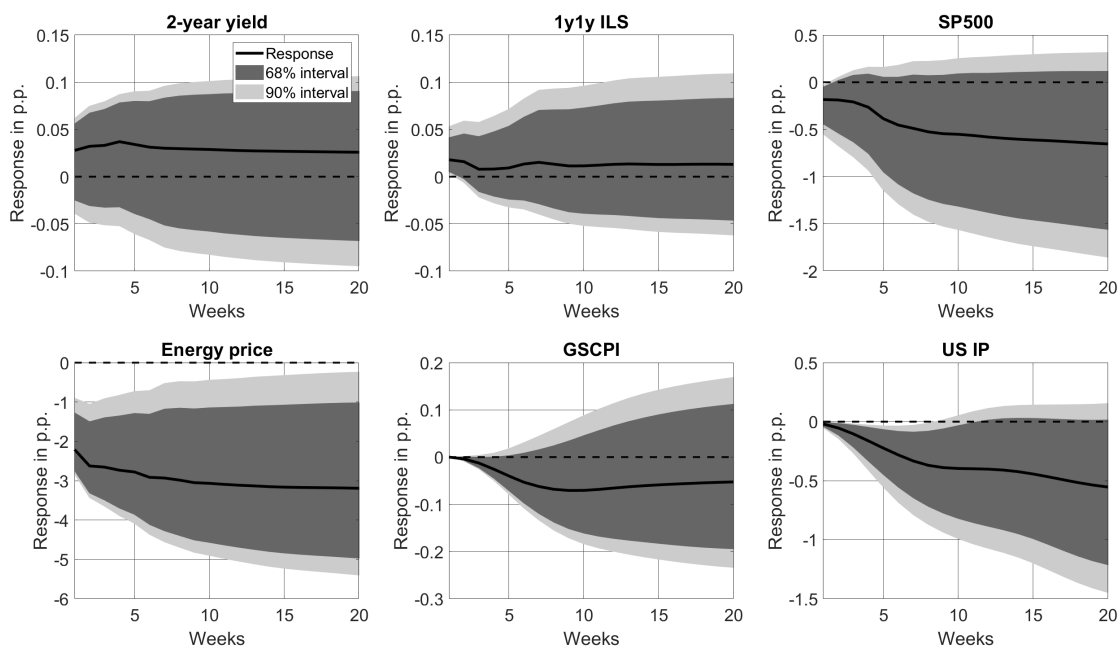 2-year yield
Response in p.p.
0.15
0.1
0.05
0
-0.05
-0.1
Response
68% interval
90% interval
5
10
15
20
Weeks
1y1y ILS
Response in p.p.
0.15
0.1
0.05
0
-0.05
-0.1
5
10
15
20
Weeks
SP500
Response in p.p.
0.5
0
-0.5
-1
-1.5
-2
5
10
15
20
Weeks
Energy price
Response in p.p.
0
-1
-2
-3
-4
-5
-6
5
10
15
20
Weeks
GSCPI
Response in p.p.
0.2
0.1
0
-0.1
-0.2
-0.3
5
10
15
20
Weeks
US IP
Response in p.p.
0.5
0
-0.5
-1
-1.5
5
10
15
20
Weeks